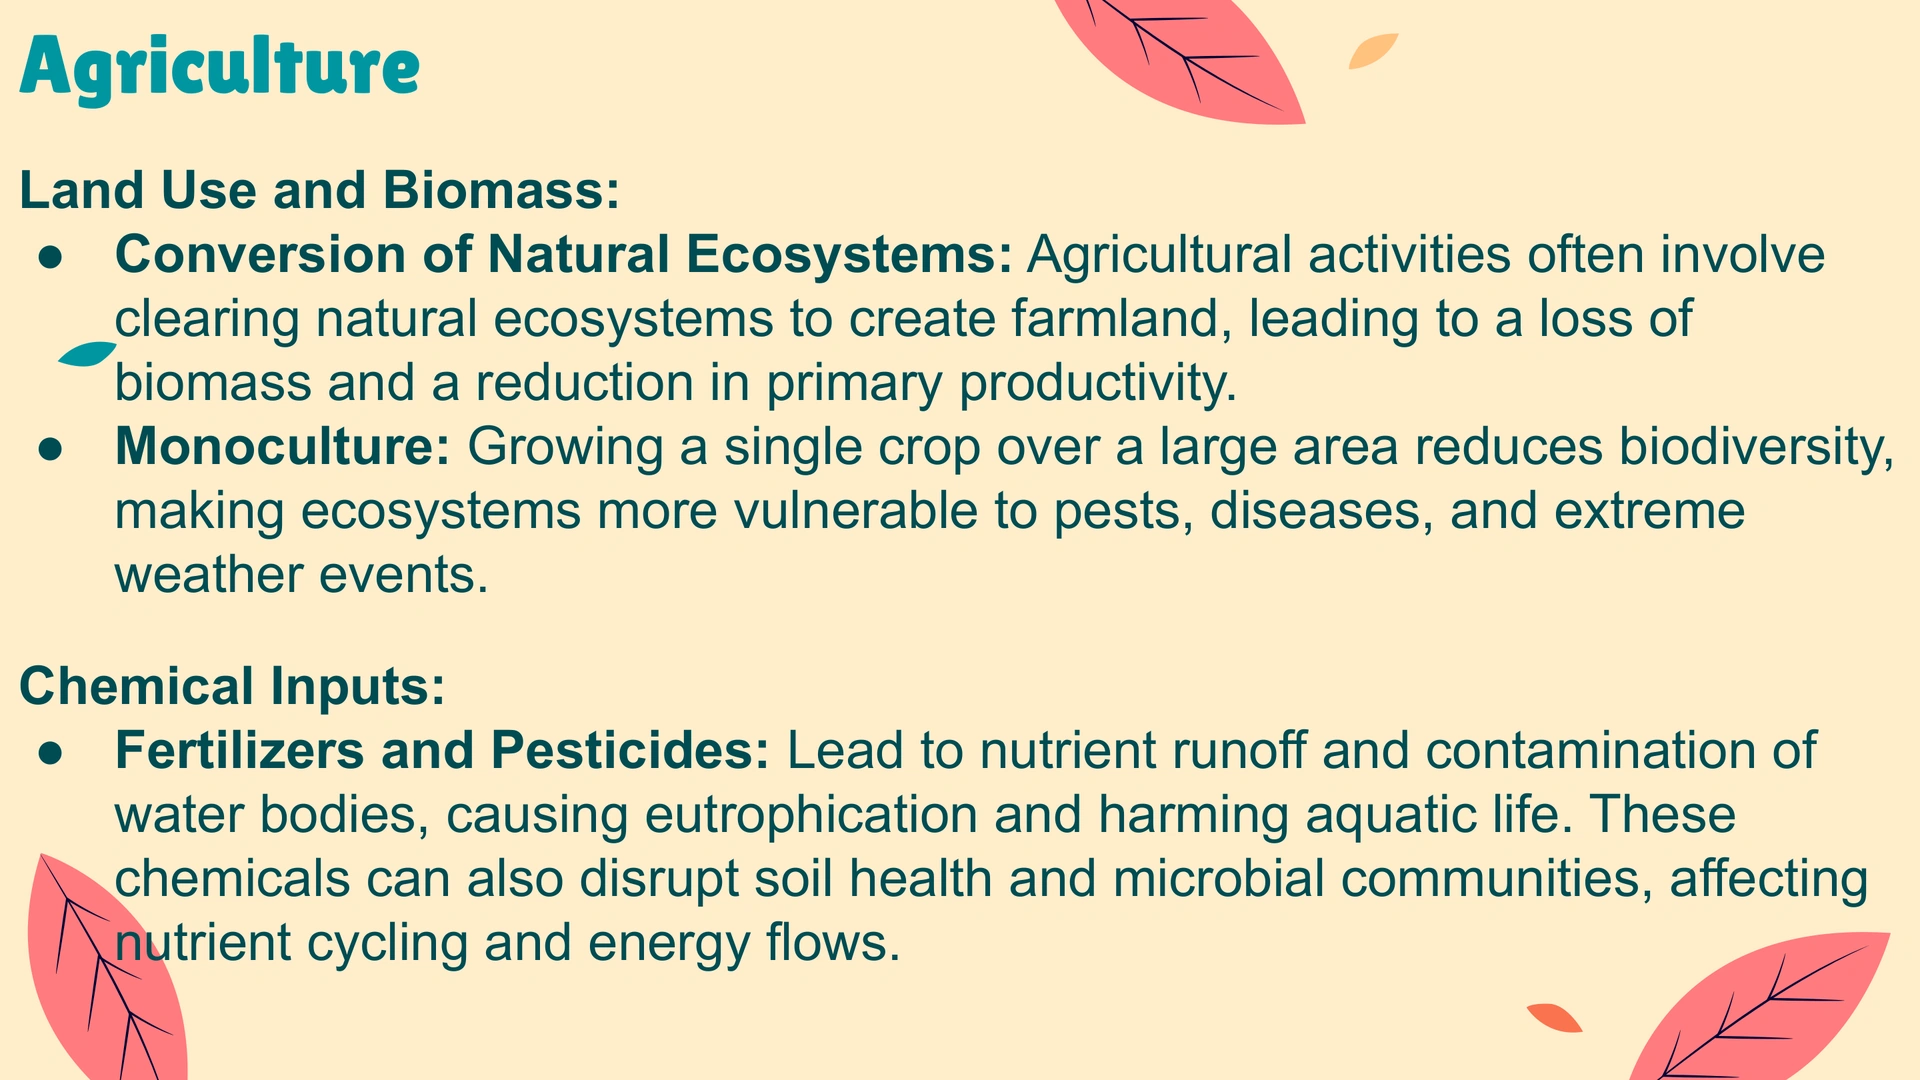 Agriculture
Land Use and Biomass:
● Conversion of Natural Ecosystems: Agricultural activities often involve
clearing natural ecosystems to create farmland, leading to a loss of
biomass and a reduction in primary productivity.
● Monoculture: Growing a single crop over a large area reduces biodiversity,
making ecosystems more vulnerable to pests, diseases, and extreme
weather events.
Chemical Inputs:
● Fertilizers and Pesticides: Lead to nutrient runoff and contamination of
water bodies, causing eutrophication and harming aquatic life. These
chemicals can also disrupt soil health and microbial communities, affecting
nutrient cycling and energy flows.